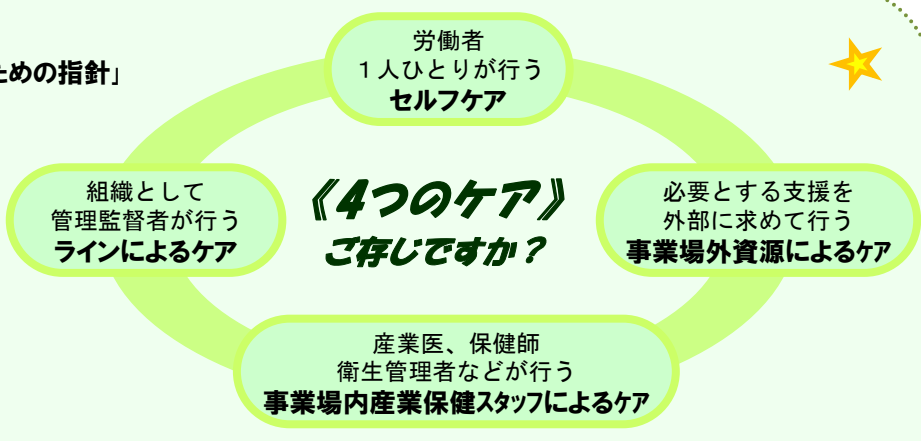 ための指針」
労働者
１人ひとりが行う
セルフケア
組織として
管理監督者が行う
ラインによるケア
《4つのケア》
ご存じですか？
必要とする支援を
外部に求めて行う
事業場外資源によるケア
産業医、保健師
衛生管理者などが行う
事業場内産業保健スタッフによるケア